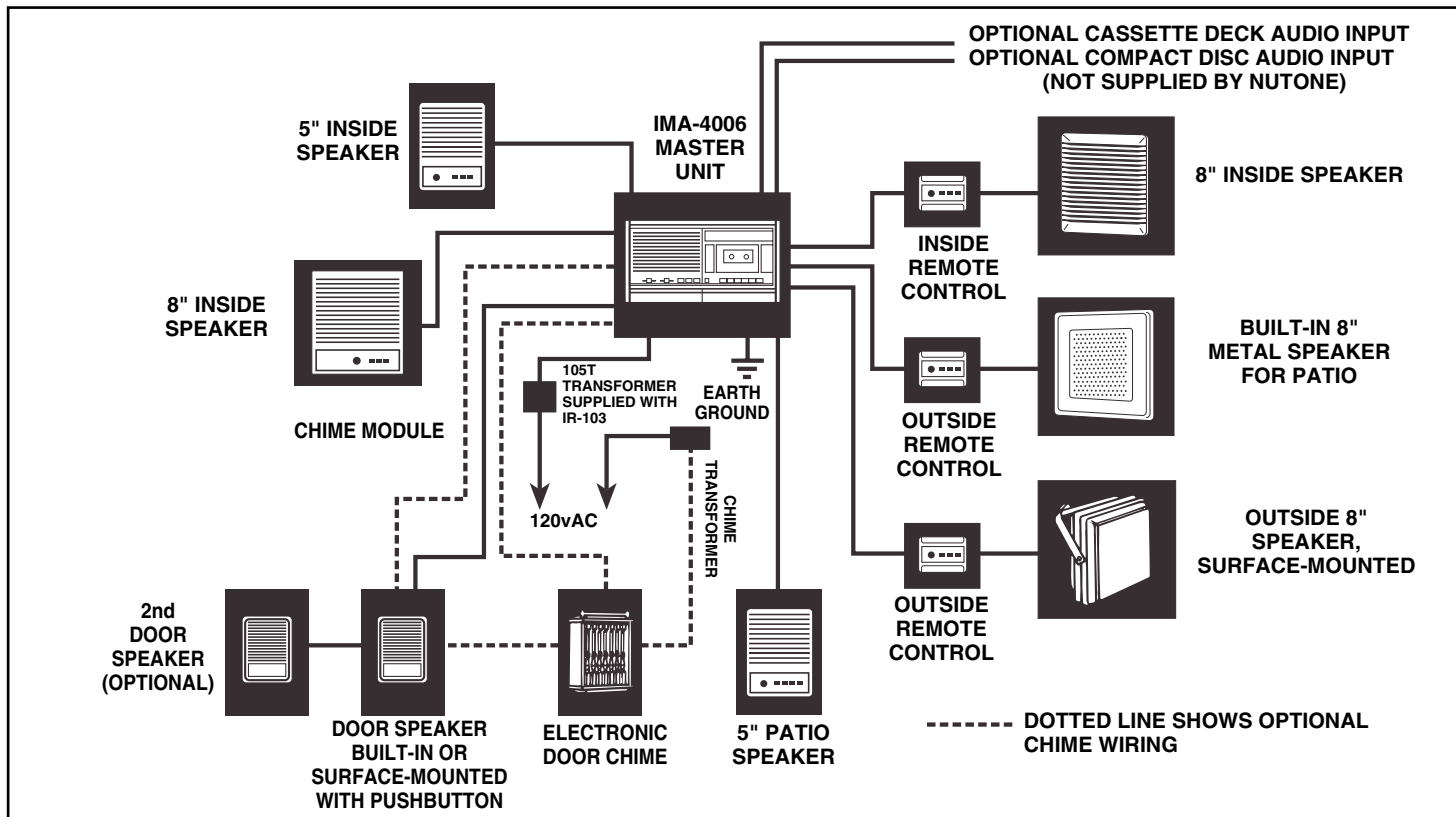 OPTIONAL CASSETTE DECK AUDIO INPUT
OPTIONAL COMPACT DISC AUDIO INPUT
(NOT SUPPLIED BY NUTONE)
5" INSIDE
SPEAKER
IMA-4006
MASTER
UNIT
8" INSIDE SPEAKER
INSIDE
REMOTE
CONTROL
8" INSIDE
SPEAKER
BUILT-IN 8"
METAL SPEAKER
FOR PATIO
105T
TRANSFORMER
SUPPLIED WITH
IR-103
EARTH
GROUND
CHIME MODULE
OUTSIDE
REMOTE
CONTROL
CHIME
TRANSFORMER
120vAC
OUTSIDE 8"
SPEAKER,
SURFACE-MOUNTED
2nd
DOOR
SPEAKER
(OPTIONAL)
OUTSIDE
REMOTE
CONTROL
DOOR SPEAKER
BUILT-IN OR
SURFACE-MOUNTED
WITH PUSHBUTTON
ELECTRONIC
DOOR CHIME
5" PATIO
SPEAKER
DOTTED LINE SHOWS OPTIONAL
CHIME WIRING